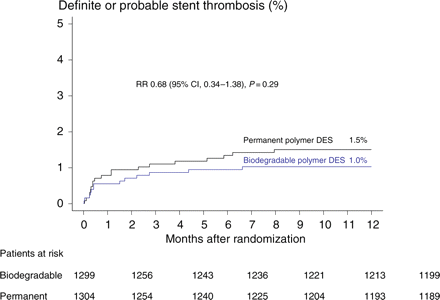 Definite or probable stent thrombosis (%)
5
4
3
2
1
0
RR 0.68 (95% CI, 0.34–1.38), P = 0.29
Permanent polymer DES 1.5%
Biodegradable polymer DES 1.0%
0 1 2 3 4 5 6 7 8 9 10 11 12
Months after randomization
Patients at risk
Biodegradable 1299 1256 1243 1236 1221 1213 1199
Permanent 1304 1254 1240 1225 1204 1193 1189